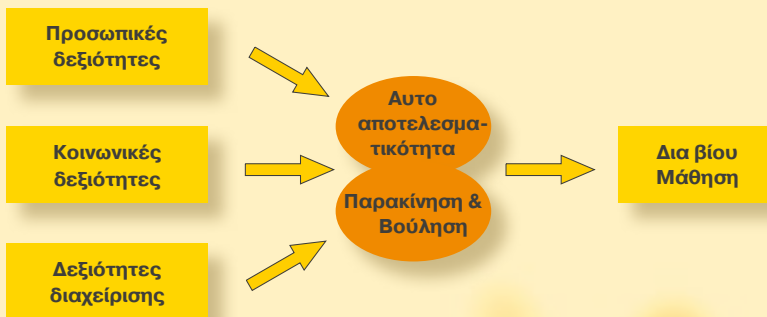 Προσωπικές
δεξιότητες
Κοινωνικές
δεξιότητες
Δεξιότητες
διαχείρισης
Αυτο
αποτελεσμα-
τικότητα
Παρακίνηση &
Βούληση
Δια βίου
Μάθηση